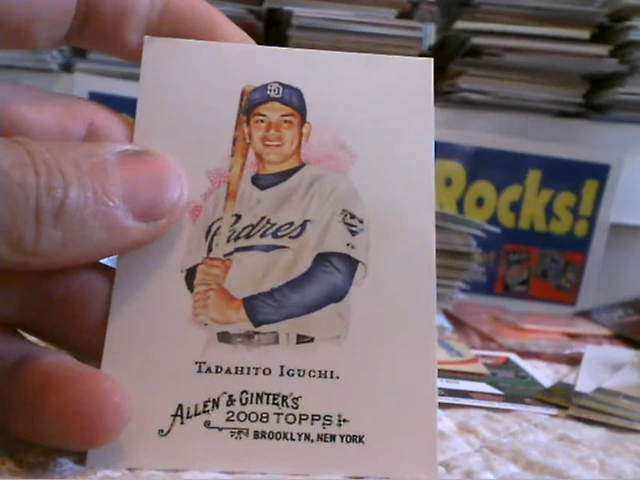 SD
Padres
Rocks!
TADAHITO IGUCHI.
ALLEN & GINTER'S
2008 TOPPS
BROOKLYN, NEW YORK